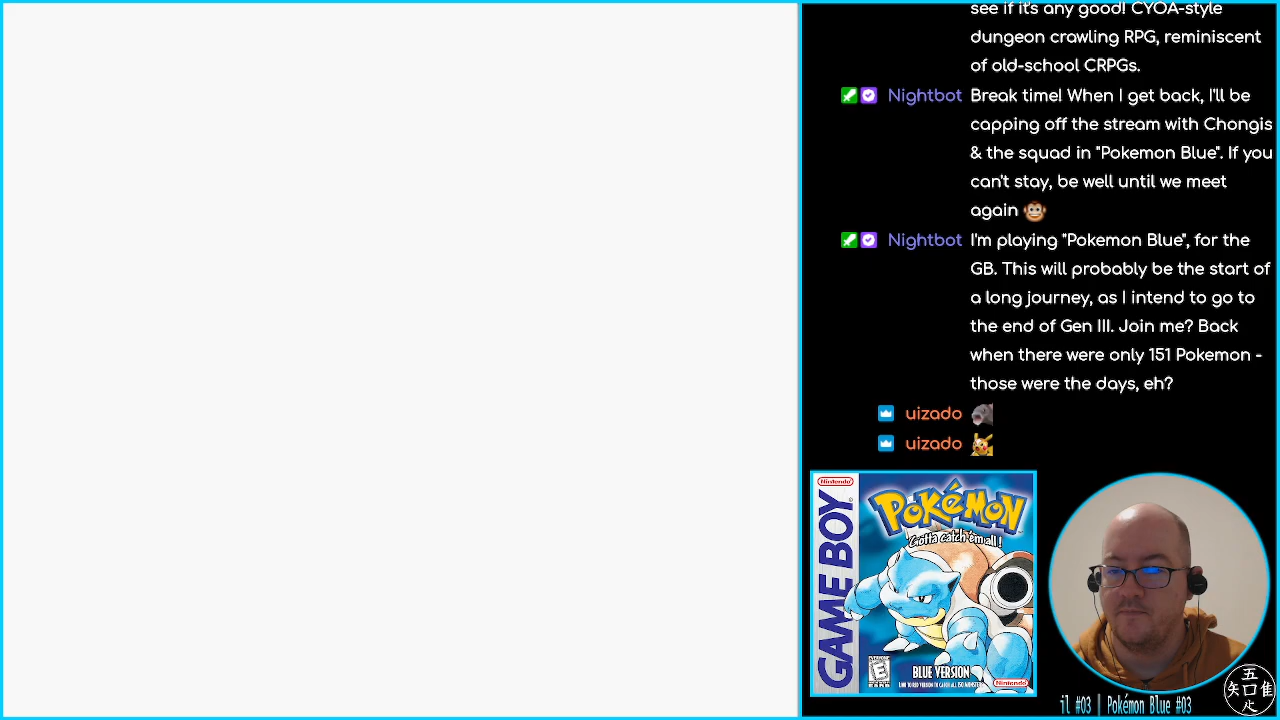 see if it's any good! CYOA-style
dungeon crawling RPG, reminiscent
of old-school CRPGs.
Nightbot Break time! When I get back, I'll be
capping off the stream with Chongis
& the squad in "Pokemon Blue". If you
can't stay, be well until we meet
again
Nightbot I'm playing "Pokemon Blue", for the
GB. This will probably be the start of
a long journey, as I intend to go to
the end of Gen III. Join me? Back
when there were only 151 Pokemon -
those were the days, eh?
uizado
uizado
Nintendo
GAME BOY
POKéMON
Gotta catch 'em all!
EVERYONE
E
BLUE VERSION
Nintendo
五
矢口隹
疋
il #03 | Pokémon Blue #03